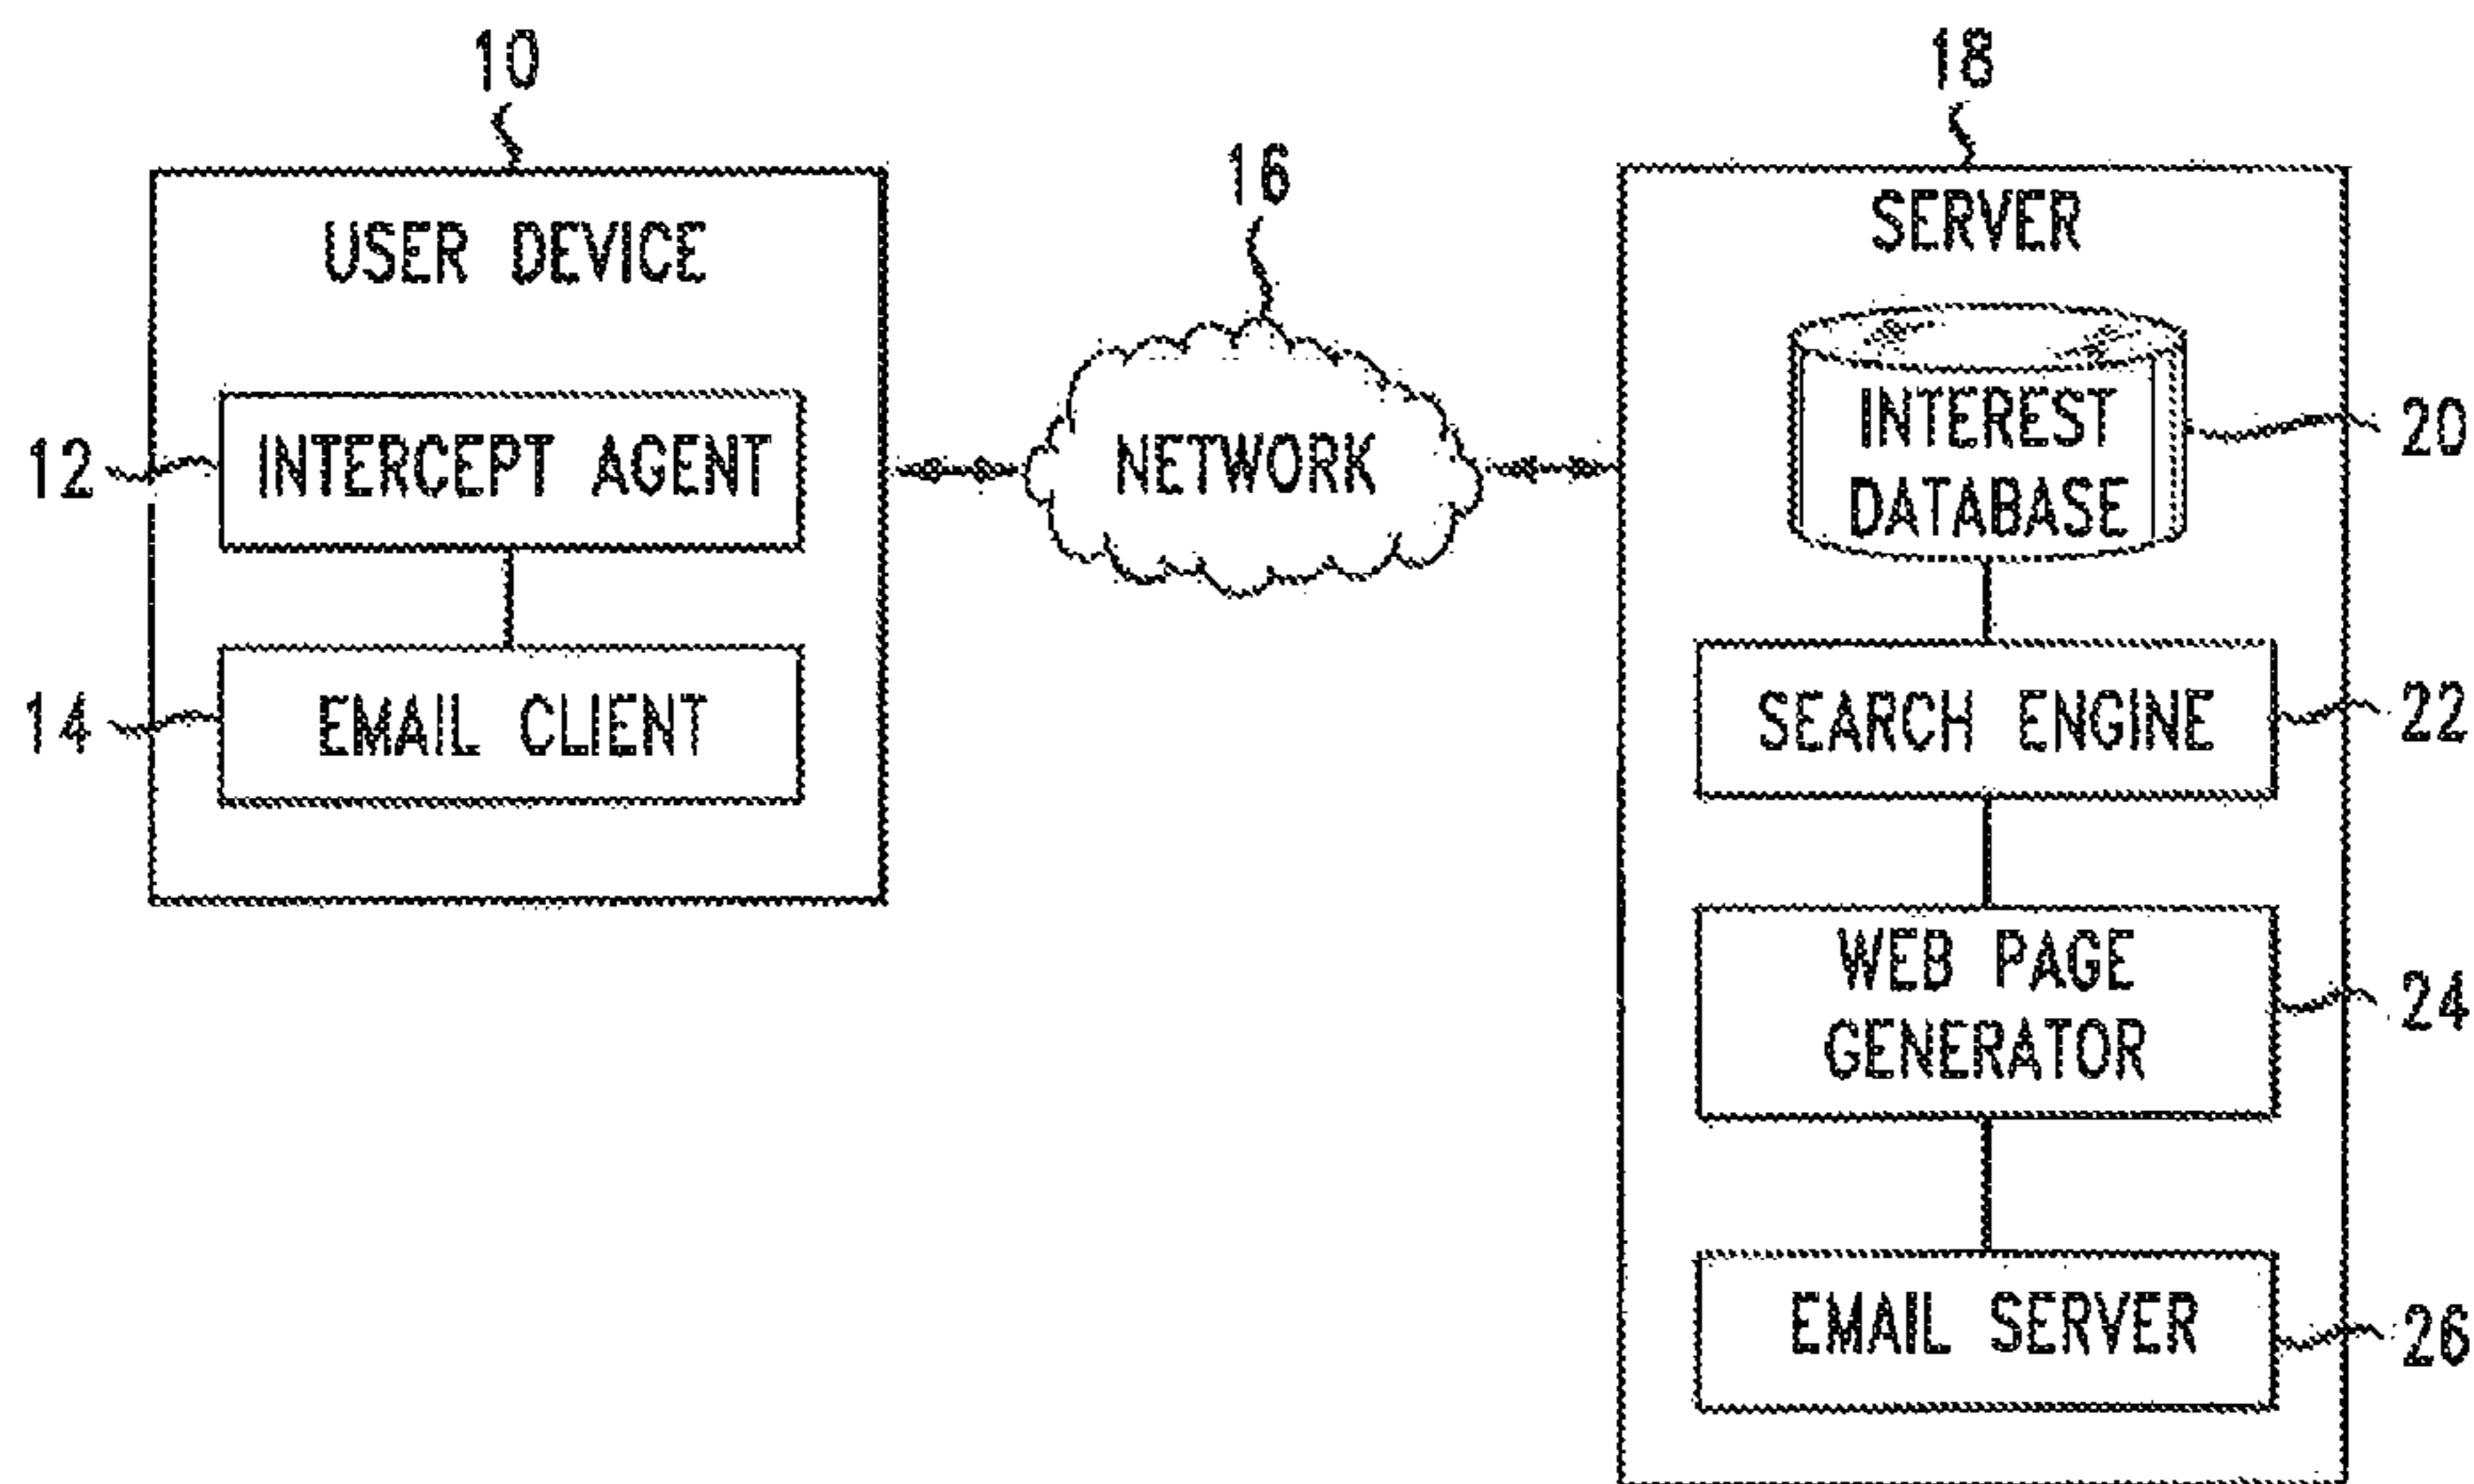 10
USER DEVICE
12
INTERCEPT AGENT
14
EMAIL CLIENT
16
NETWORK
18
SERVER
INTEREST
DATABASE
20
SEARCH ENGINE
22
WEB PAGE
GENERATOR
24
EMAIL SERVER
26